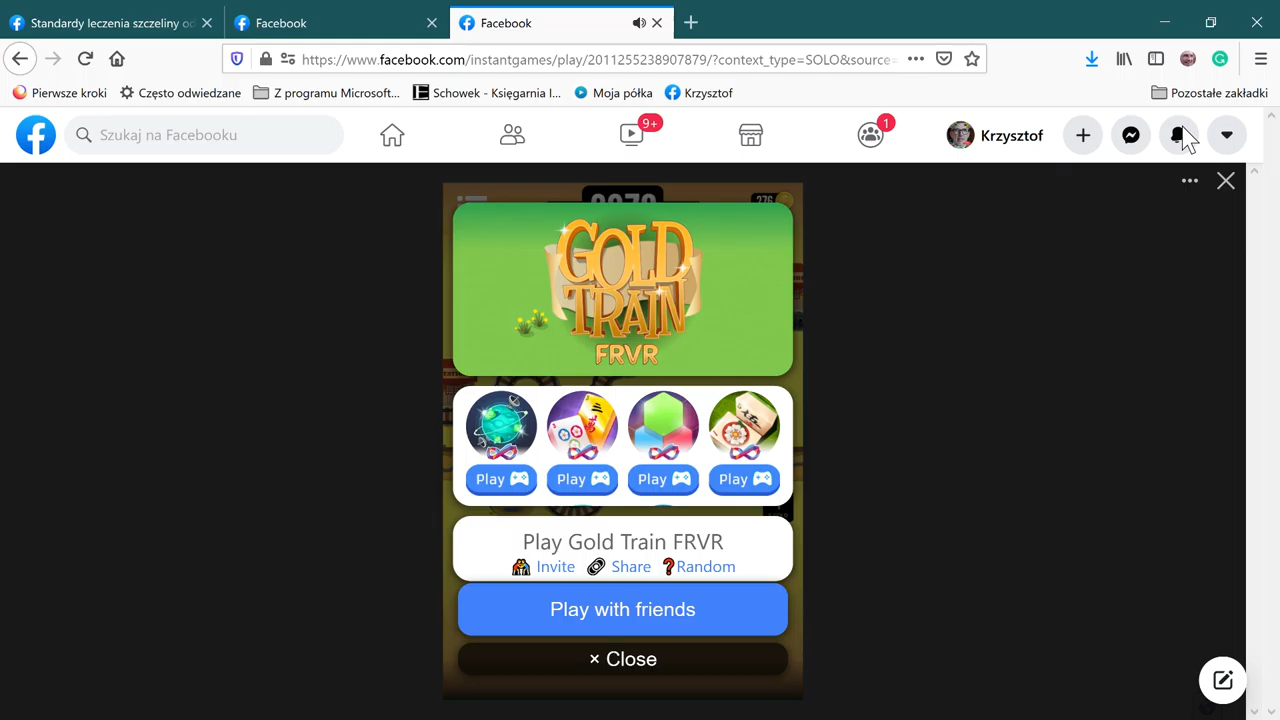 Standardy leczenia szczeliny od
Facebook
Facebook
https://www.facebook.com/instantgames/play/2011255238907879/?context_type=SOLO&source=
Pierwsze kroki
Często odwiedzane
Z programu Microsoft...
Schowek - Księgarnia I...
Moja półka
Krzysztof
Pozostałe zakładki
Szukaj na Facebooku
9+
1
Krzysztof
276
GOLD
TRAIN
FRVR
Play
Play
Play
Play
Play Gold Train FRVR
Invite
Share
Random
Play with friends
× Close